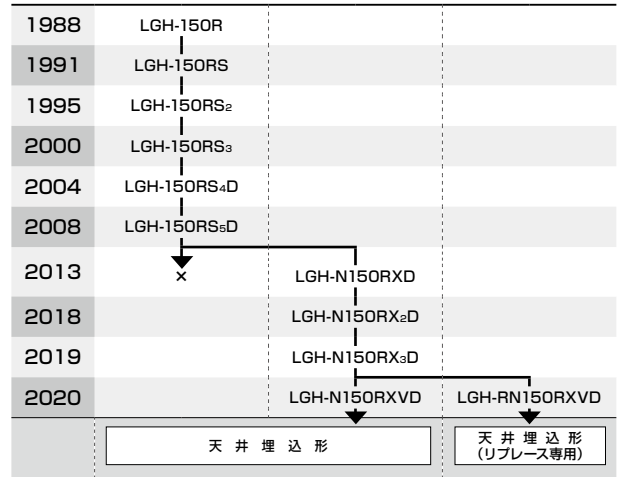 1988 LGH-150R
1991 LGH-150RS
1995 LGH-150RS₂
2000 LGH-150RS₃
2004 LGH-150RS₄D
2008 LGH-150RS₅D
2013 × LGH-N150RXD
2018 LGH-N150RX₂D
2019 LGH-N150RX₃D
2020 LGH-N150RXVD LGH-RN150RXVD
天井埋込形
天井埋込形
(リプレース専用)